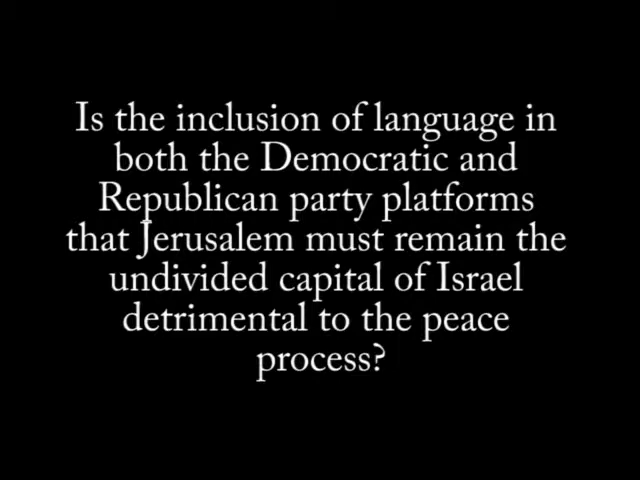 Is the inclusion of language in
both the Democratic and
Republican party platforms
that Jerusalem must remain the
undivided capital of Israel
detrimental to the peace
process?